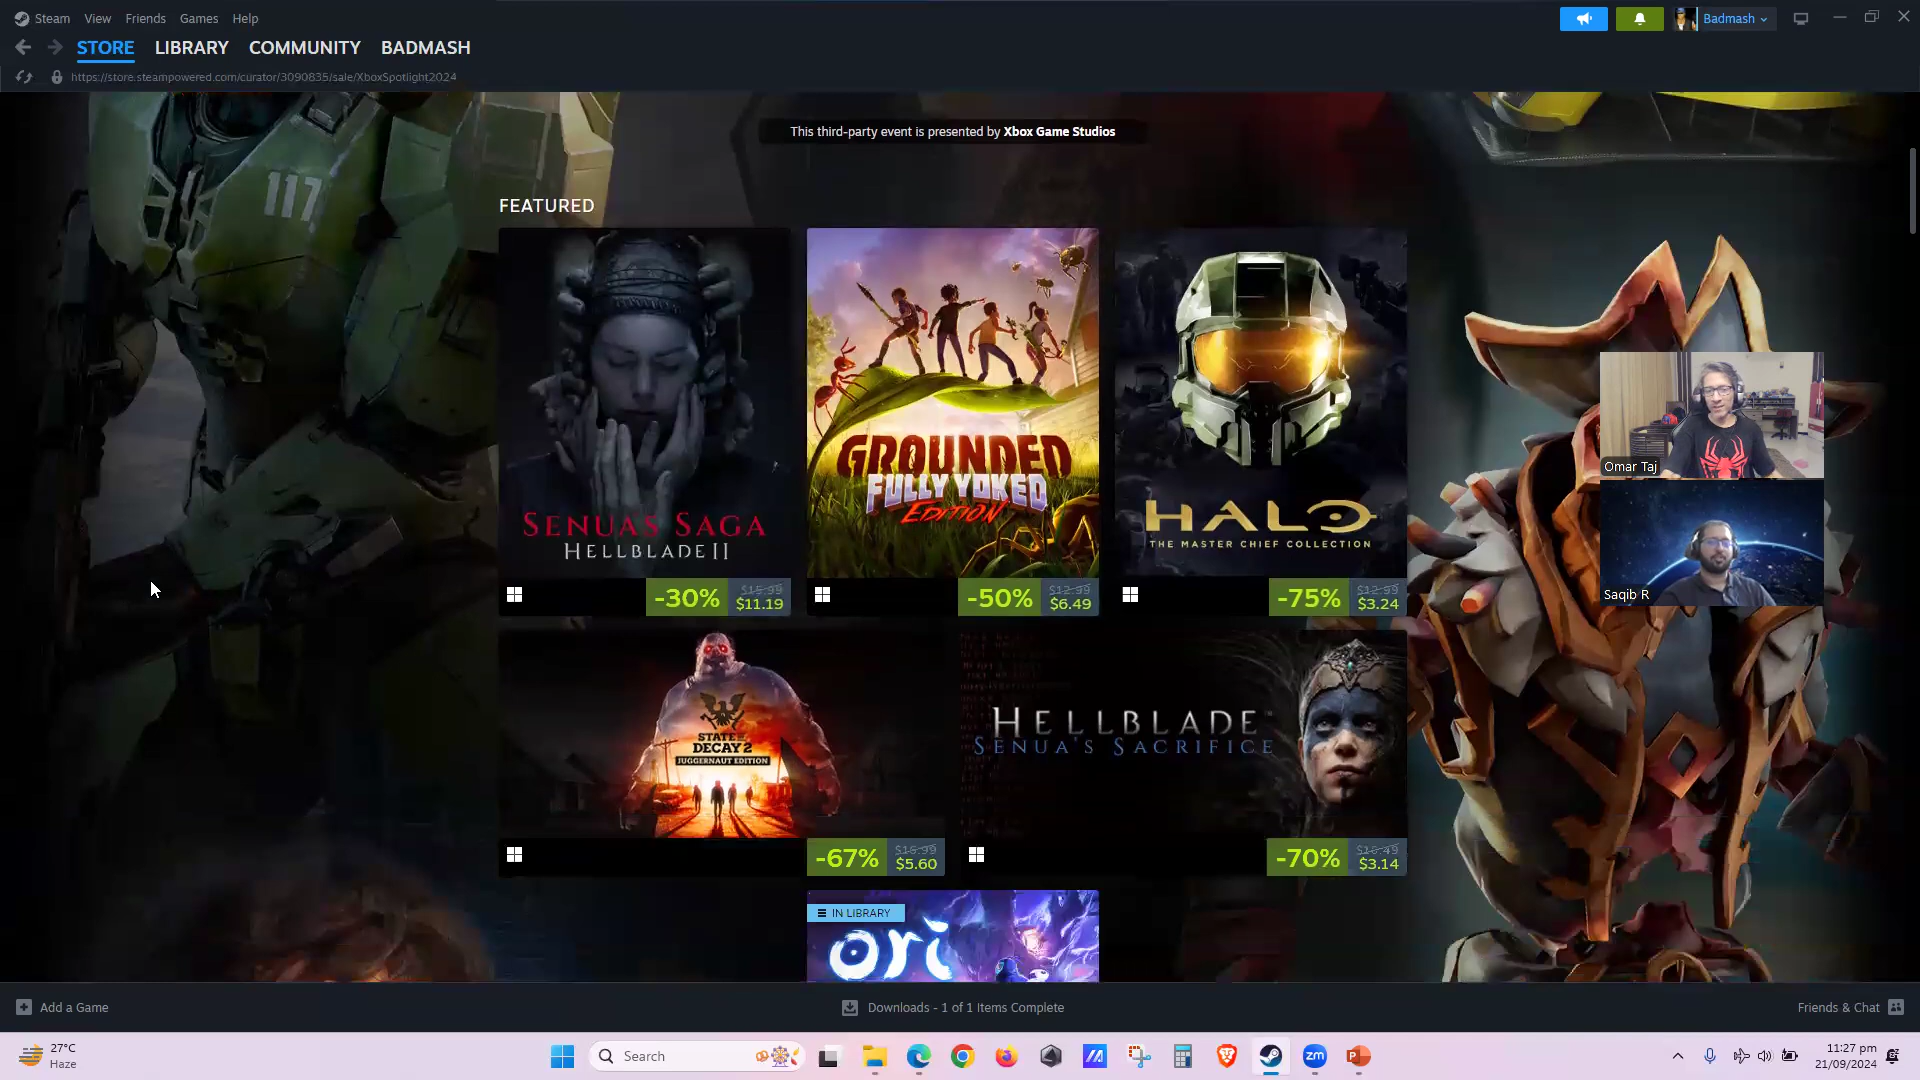 Steam View Friends Games Help
Badmash
STORE LIBRARY COMMUNITY BADMASH
https://store.steampowered.com/curator/3090835/sale/XboxSpotlight2024
This third-party event is presented by Xbox Game Studios
117
FEATURED
SENUA'S SAGA
HELLBLADE II
GROUNDED
FULLY YOKED
EDITION
HALO
THE MASTER CHIEF COLLECTION
Omar Taj
Saqib R
-30% $15.99 $11.19
-50% $12.99 $6.49
-75% $12.99 $3.24
STATE OF
DECAY 2
JUGGERNAUT EDITION
HELLBLADE
SENUA'S SACRIFICE
-67% $16.99 $5.60
-70% $10.49 $3.14
IN LIBRARY
ori
Add a Game
Downloads - 1 of 1 Items Complete
Friends & Chat
27°C
Haze
Search
zm
11:27 pm
21/09/2024